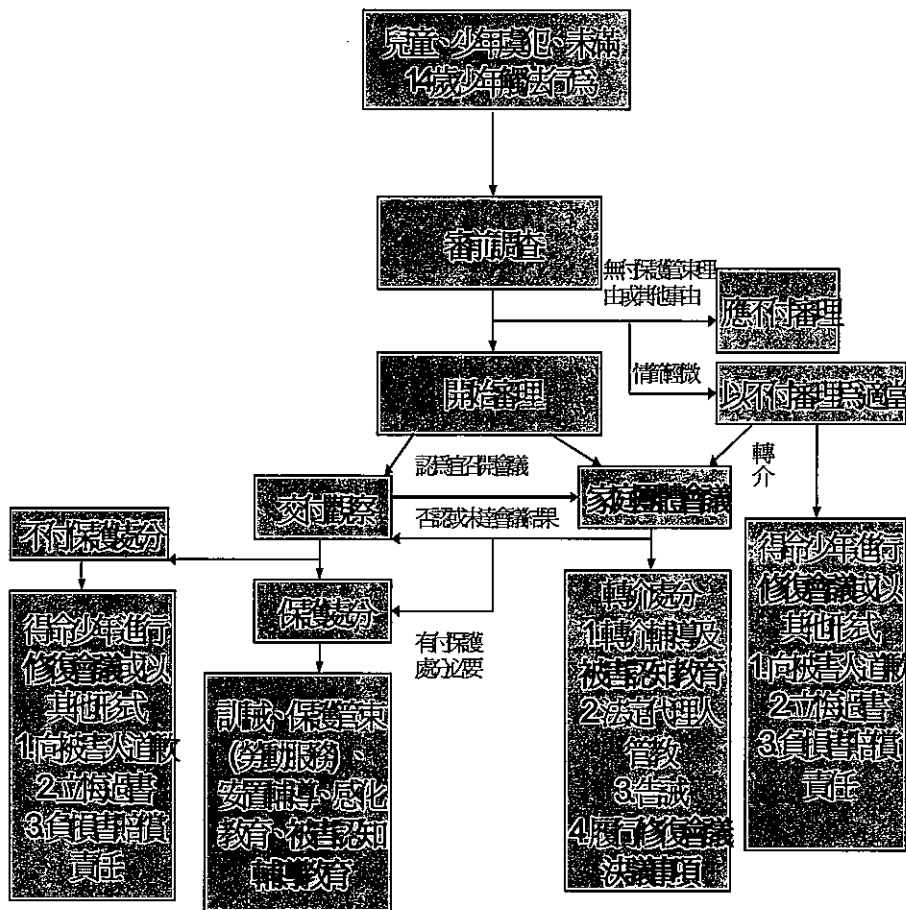 兒童、少年虞犯、未滿
14歲少年觸法行為
審前調查
無付保護管束理
由或其他事由
應不付審理
情節輕微
開始審理
以不付審理為適當
認為宜召開會議
轉
介
交付觀察
家庭團體會議
否認或未達會議結果
不付保護處分
保護處分
有付保護
處分必要
得命少年進行
修復會議或以
其他形式
1.向被害人道歉
2.立悔過書
3.負損害賠償
責任
訓誡、保護管束
(勞動服務)、
安置輔導、感化
教育、被害認知
輔導教育
轉介處分
1.轉介輔導及
被害認知教育
2.法定代理人
管教
3.告誡
4.履行修復會議
決議事項
得命少年進行
修復會議或以
其他形式
1.向被害人道歉
2.立悔過書
3.負損害賠償
責任